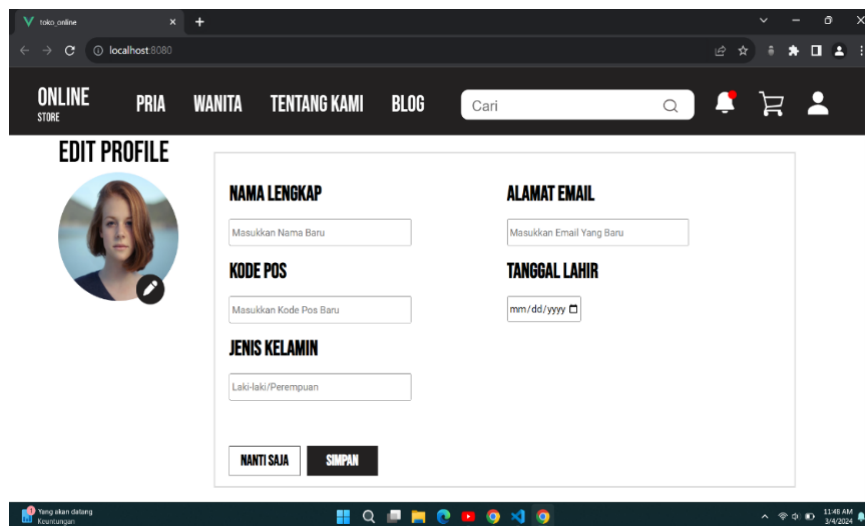 toko_online
localhost:8080
ONLINE
STORE
PRIA WANITA TENTANG KAMI BLOG Cari
EDIT PROFILE
NAMA LENGKAP
Masukkan Nama Baru
ALAMAT EMAIL
Masukkan Email Yang Baru
KODE POS
Masukkan Kode Pos Baru
TANGGAL LAHIR
mm/dd/yyyy
JENIS KELAMIN
Laki-laki/Perempuan
NANTI SAJA SIMPAN
1
Yang akan datang
Keuntungan
11:48 AM
3/4/2024